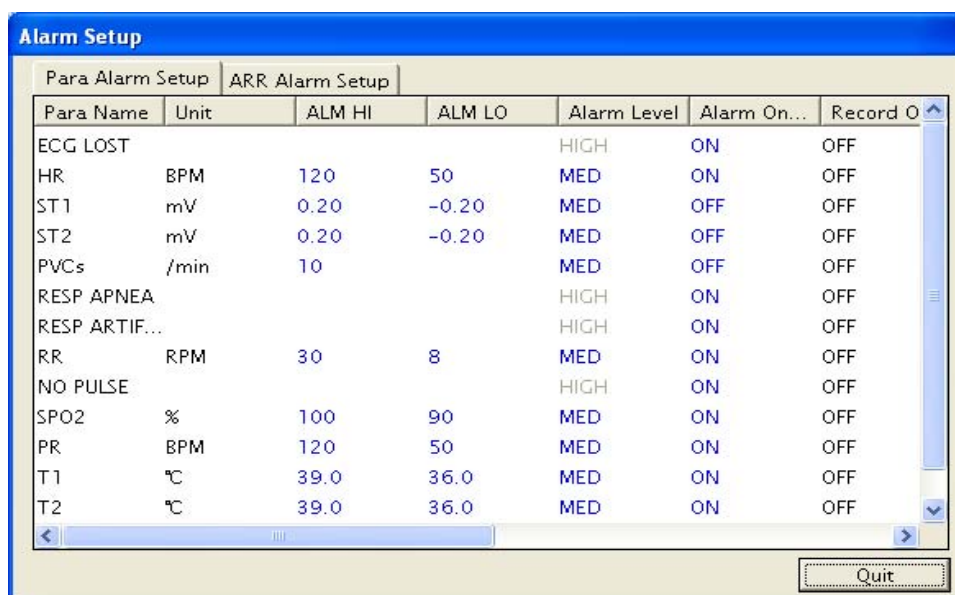 Alarm Setup
Para Alarm Setup ARR Alarm Setup
Para Name Unit ALM HI ALM LO Alarm Level Alarm On... Record O
ECG LOST HIGH ON OFF
HR BPM 120 50 MED ON OFF
ST1 mV 0.20 -0.20 MED OFF OFF
ST2 mV 0.20 -0.20 MED OFF OFF
PVCs /min 10 MED OFF OFF
RESP APNEA HIGH ON OFF
RESP ARTIF... HIGH ON OFF
RR RPM 30 8 MED ON OFF
NO PULSE HIGH ON OFF
SPO2 % 100 90 MED ON OFF
PR BPM 120 50 MED ON OFF
T1 ℃ 39.0 36.0 MED ON OFF
T2 ℃ 39.0 36.0 MED ON OFF
Quit